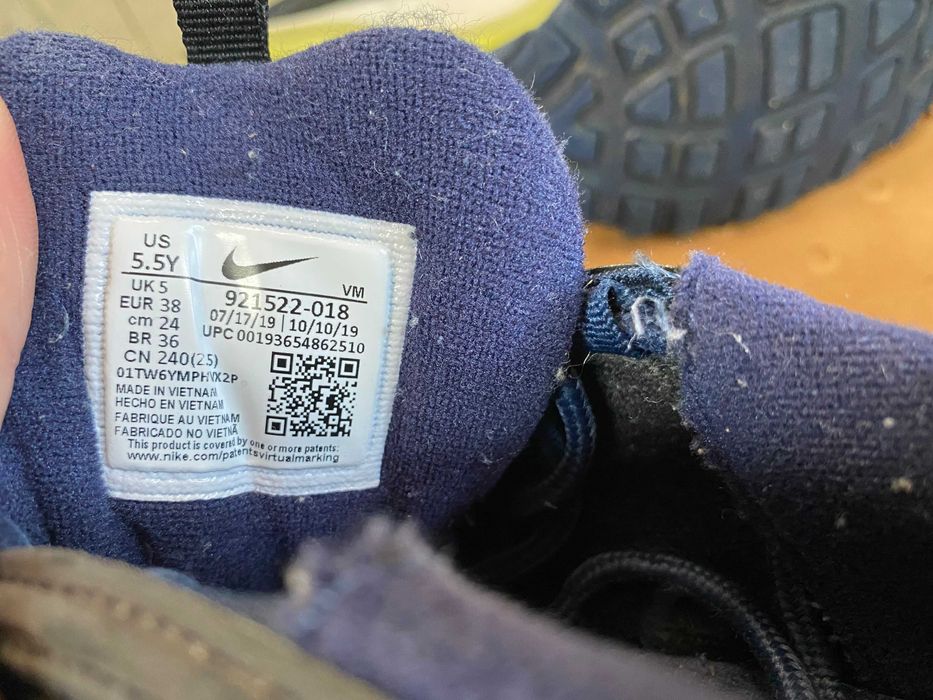 US
5.5Y
UK 5
EUR 38
cm 24
BR 36
CN 240(25)
VM
921522-018
07/17/19 | 10/10/19
UPC 00193654862510
MADE IN VIETNAM
HECHO EN VIETNAM
FABRIQUE AU VIETNAM
FABRICADO NO VIETNÃ
This product is covered by one or more patents:
www.nike.com/patentsvirtualmarking